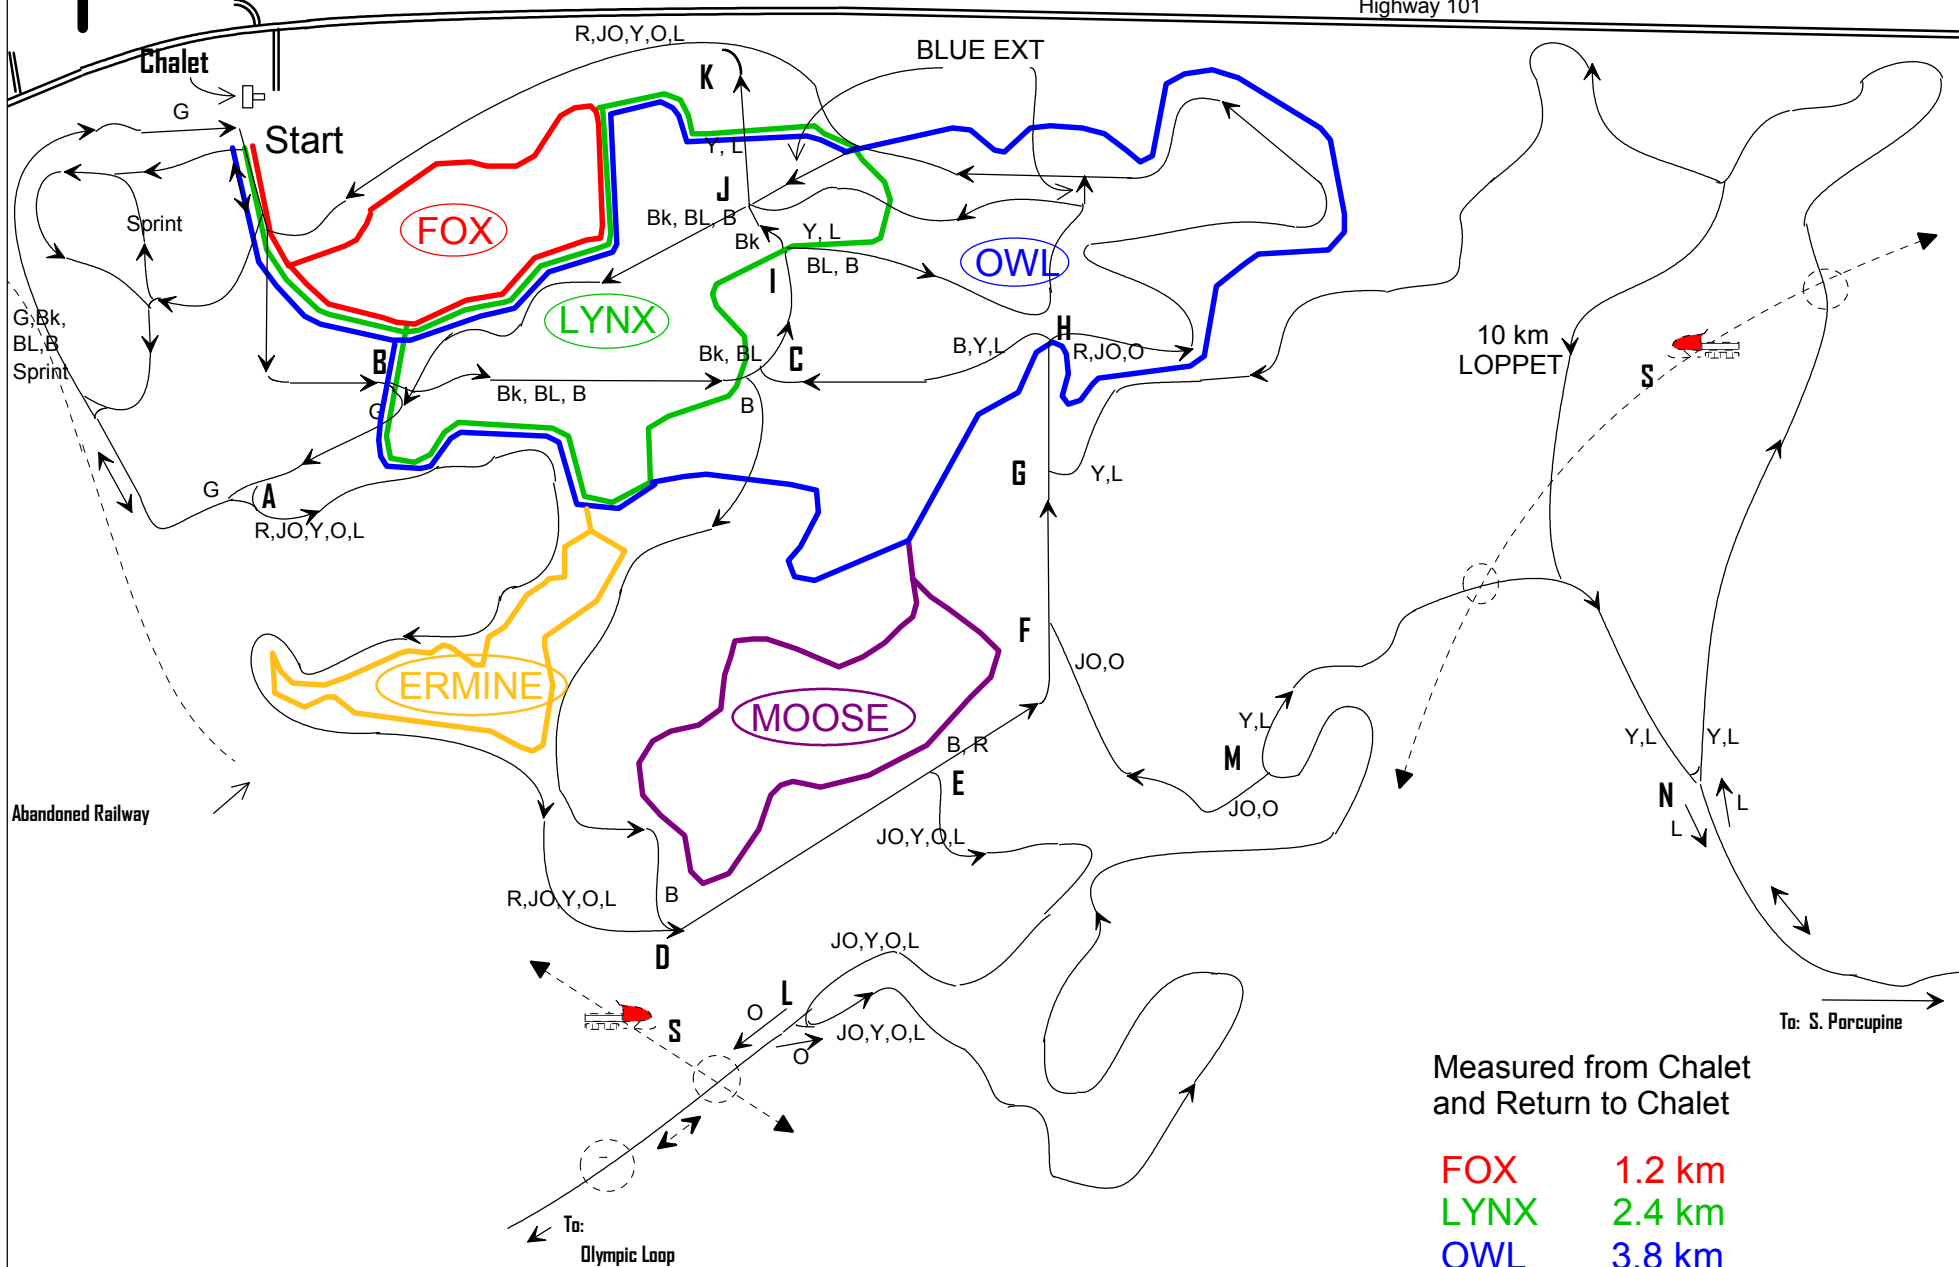 Highway 101
R,JO,Y,O,L
BLUE EXT
K
Chalet
G
Start
Y, L
Sprint
J
FOX
Bk, BL, B
Bk
Y, L
BL, B
OWL
I
G,Bk,
BL,B
Sprint
LYNX
B
H
B,Y,L
R,JO,O
Bk, BL
C
10 km
LOPPET
S
Bk, BL, B
B
G
G
Y,L
G
A
R,JO,Y,O,L
F
JO,O
ERMINE
MOOSE
Y,L
Y,L
Y,L
B, R
M
E
N
L
L
JO,O
Abandoned Railway
JO,Y,O,L
R,JO,Y,O,L
B
D
JO,Y,O,L
L
O
S
O
JO,Y,O,L
To: S. Porcupine
Measured from Chalet
and Return to Chalet
FOX 1.2 km
LYNX 2.4 km
OWL 3.8 km
To:
Olympic Loop